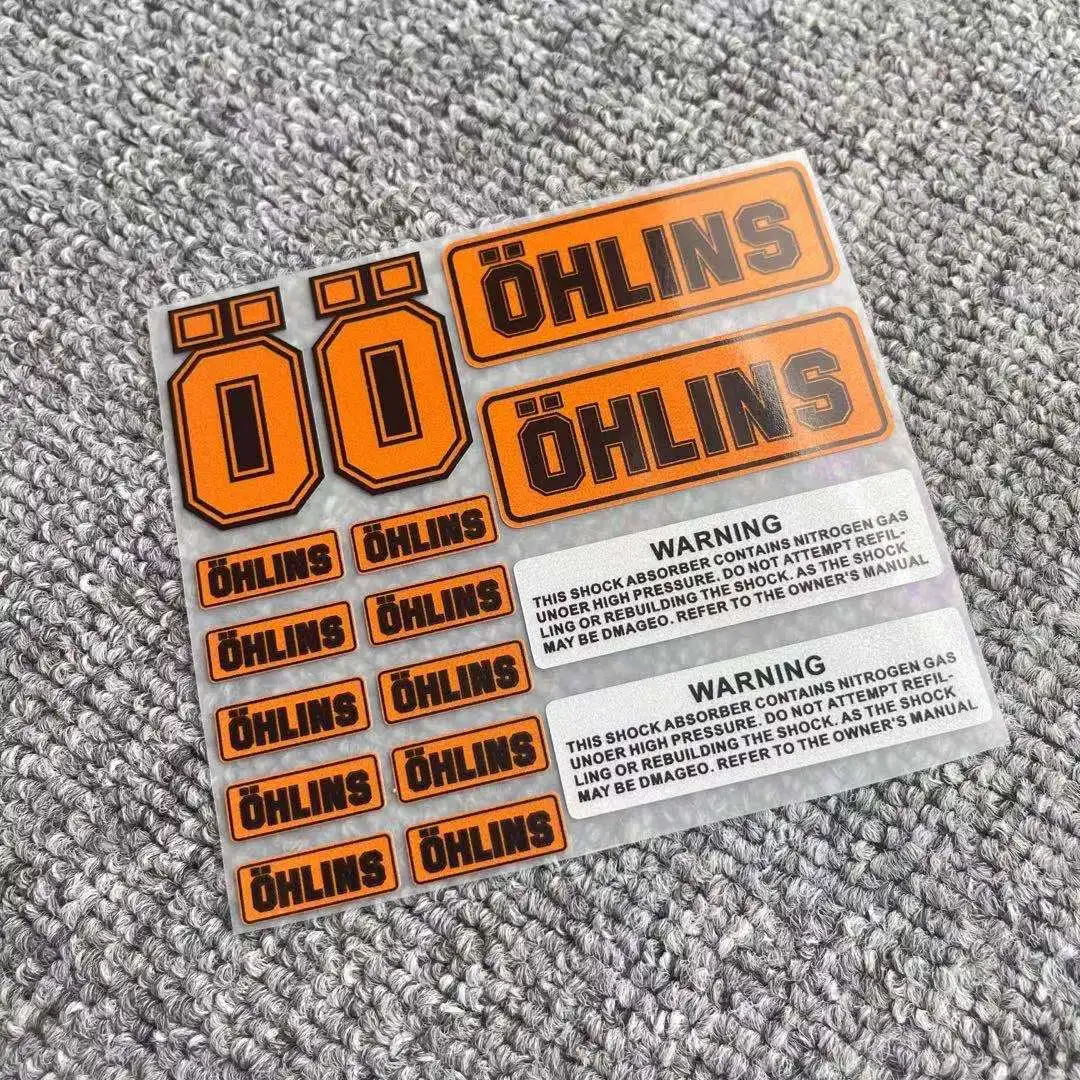 Ö Ö
ÖHLINS
ÖHLINS
ÖHLINS
ÖHLINS
ÖHLINS
ÖHLINS
ÖHLINS
ÖHLINS
ÖHLINS
ÖHLINS
ÖHLINS
ÖHLINS
WARNING
THIS SHOCK ABSORBER CONTAINS NITROGEN GAS
UNOER HIGH PRESSURE. DO NOT ATTEMPT REFIL-
LING OR REBUILDING THE SHOCK. AS THE SHOCK
MAY BE DMAGEO. REFER TO THE OWNER'S MANUAL
WARNING
THIS SHOCK ABSORBER CONTAINS NITROGEN GAS
UNDER HIGH PRESSURE. DO NOT ATTEMPT REFIL-
LING OR REBUILDING THE SHOCK. AS THE SHOCK
MAY BE DMAGEO. REFER TO THE OWNER'S MANUAL